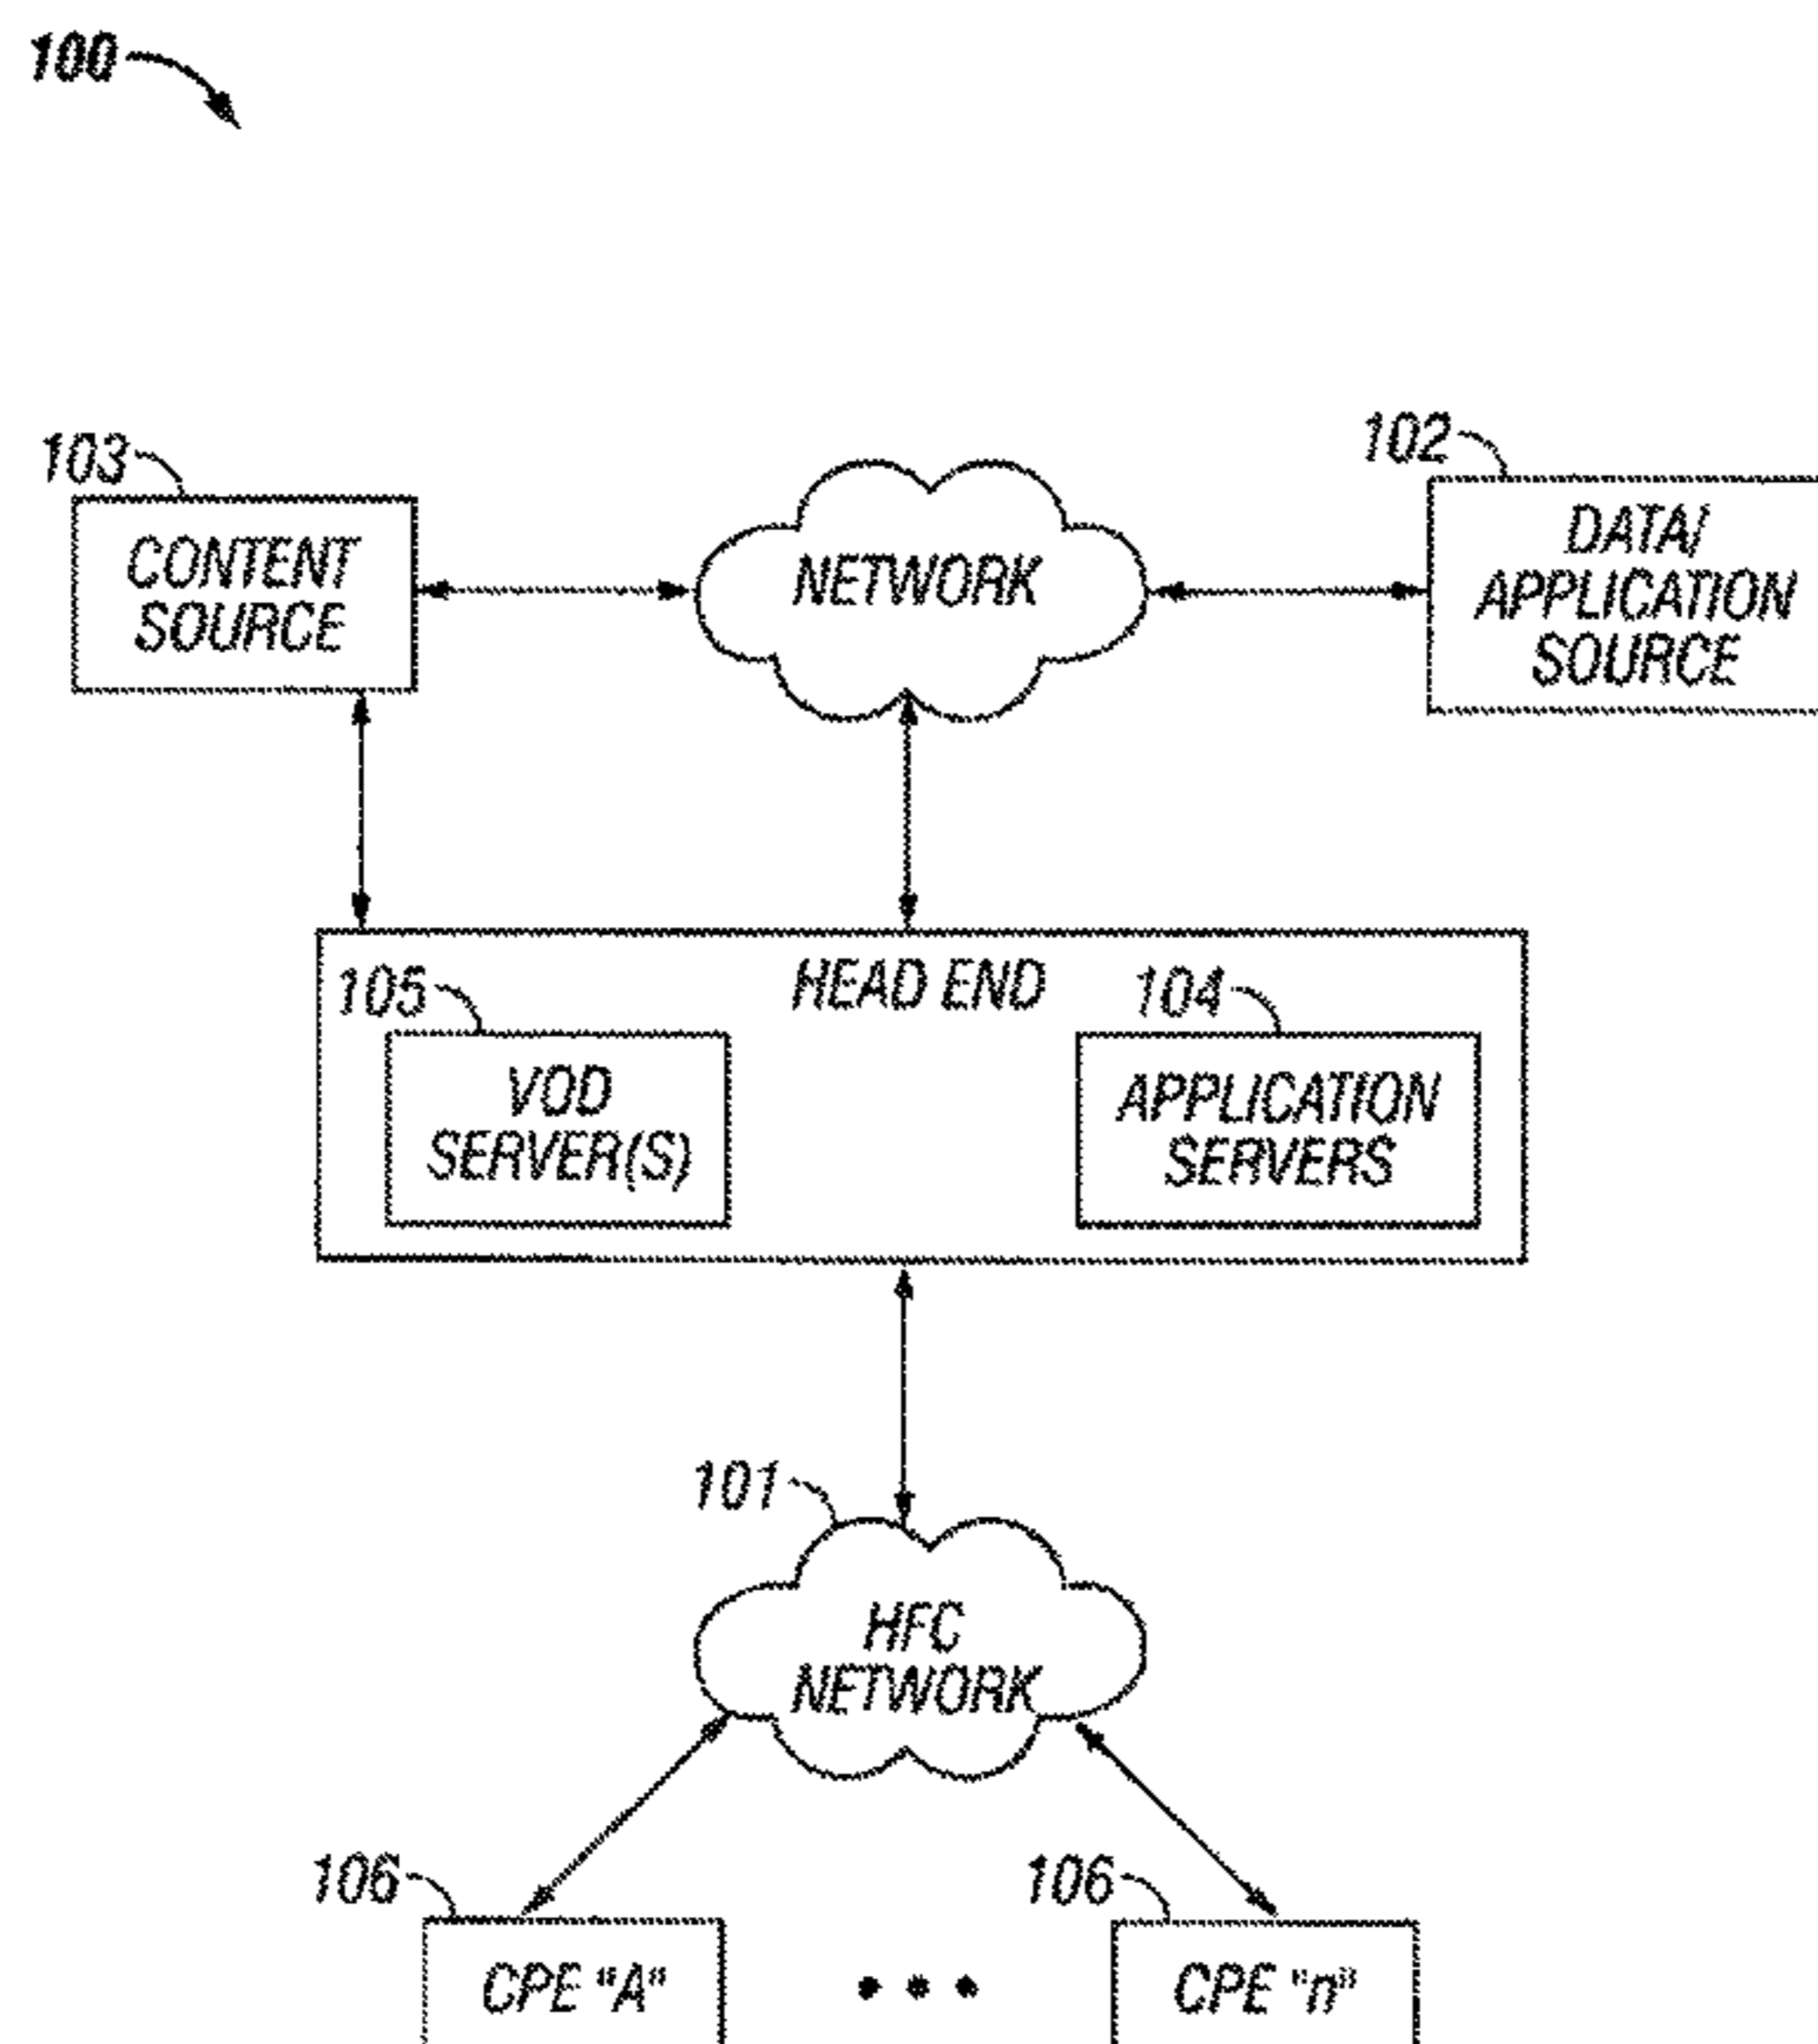 100
103
102
CONTENT
SOURCE
NETWORK
DATA/
APPLICATION
SOURCE
HEAD END
105
104
VOD
SERVER(S)
APPLICATION
SERVERS
101
HFC
NETWORK
106
106
CPE "A"
• • •
CPE "n"